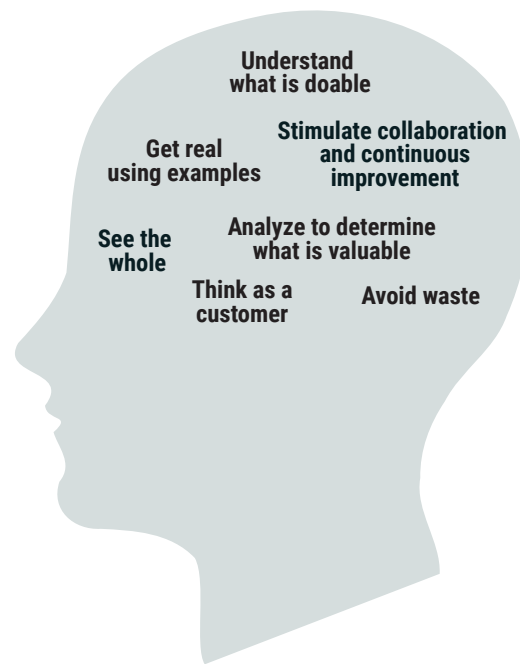 Understand
what is doable
Stimulate collaboration
and continuous
improvement
Get real
using examples
See the
whole
Analyze to determine
what is valuable
Think as a
customer
Avoid waste